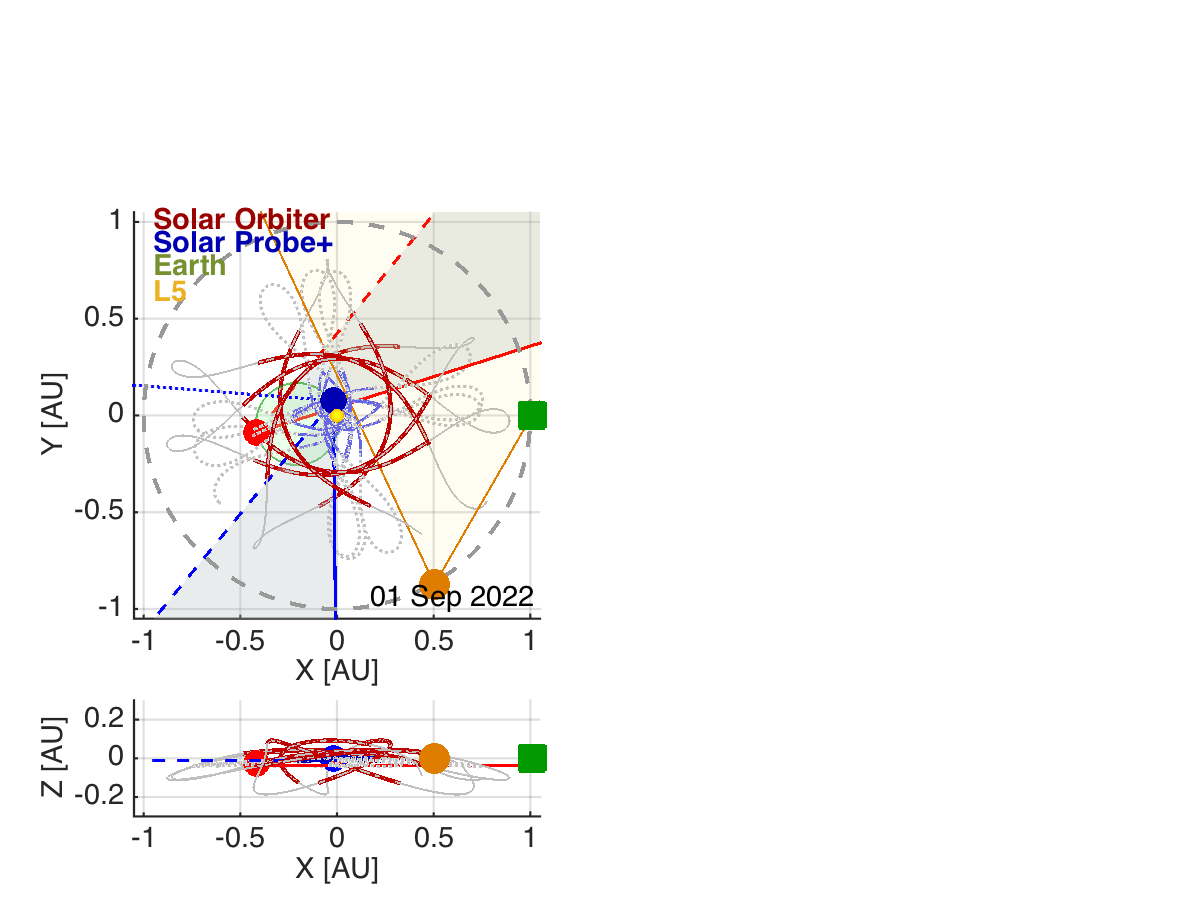 Solar Orbiter
Solar Probe+
Earth
L5
1
0.5
0
-0.5
-1
Y [AU]
01 Sep 2022
-1 -0.5 0 0.5 1
X [AU]
0.2
0
-0.2
Z [AU]
-1 -0.5 0 0.5 1
X [AU]